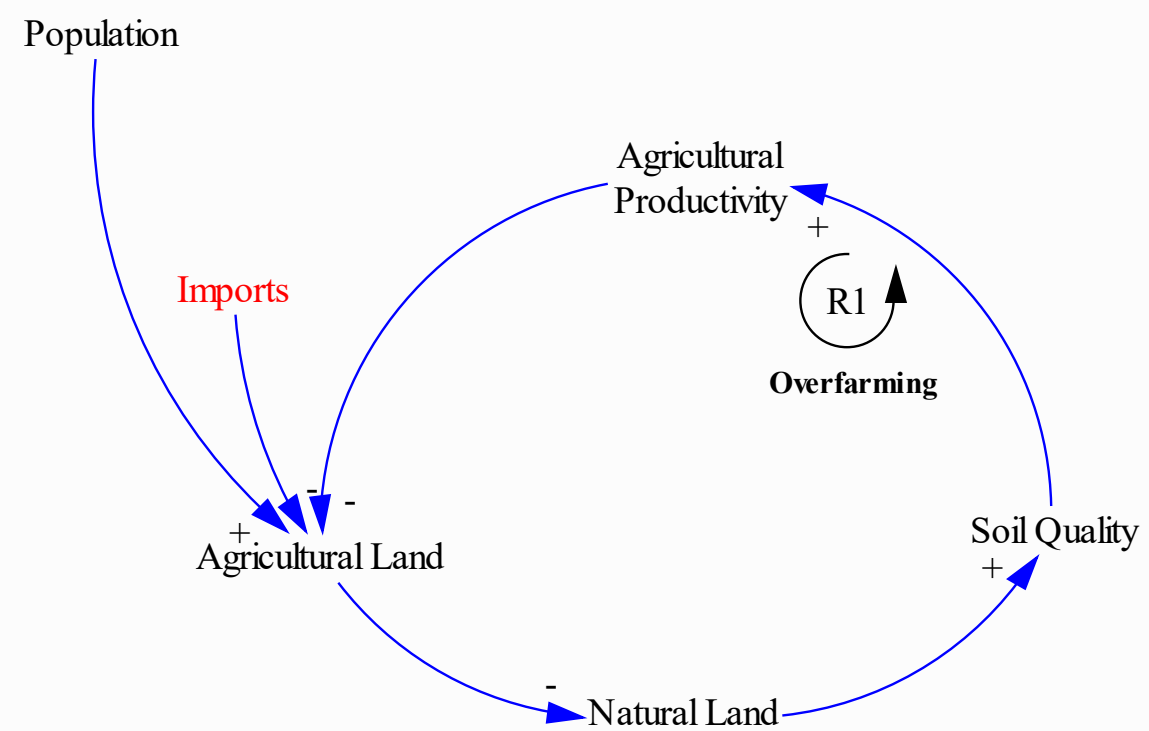 Population
Agricultural
Productivity
+
Imports
R1
Overfarming
-
-
+
Agricultural Land
Soil Quality
+
-
Natural Land